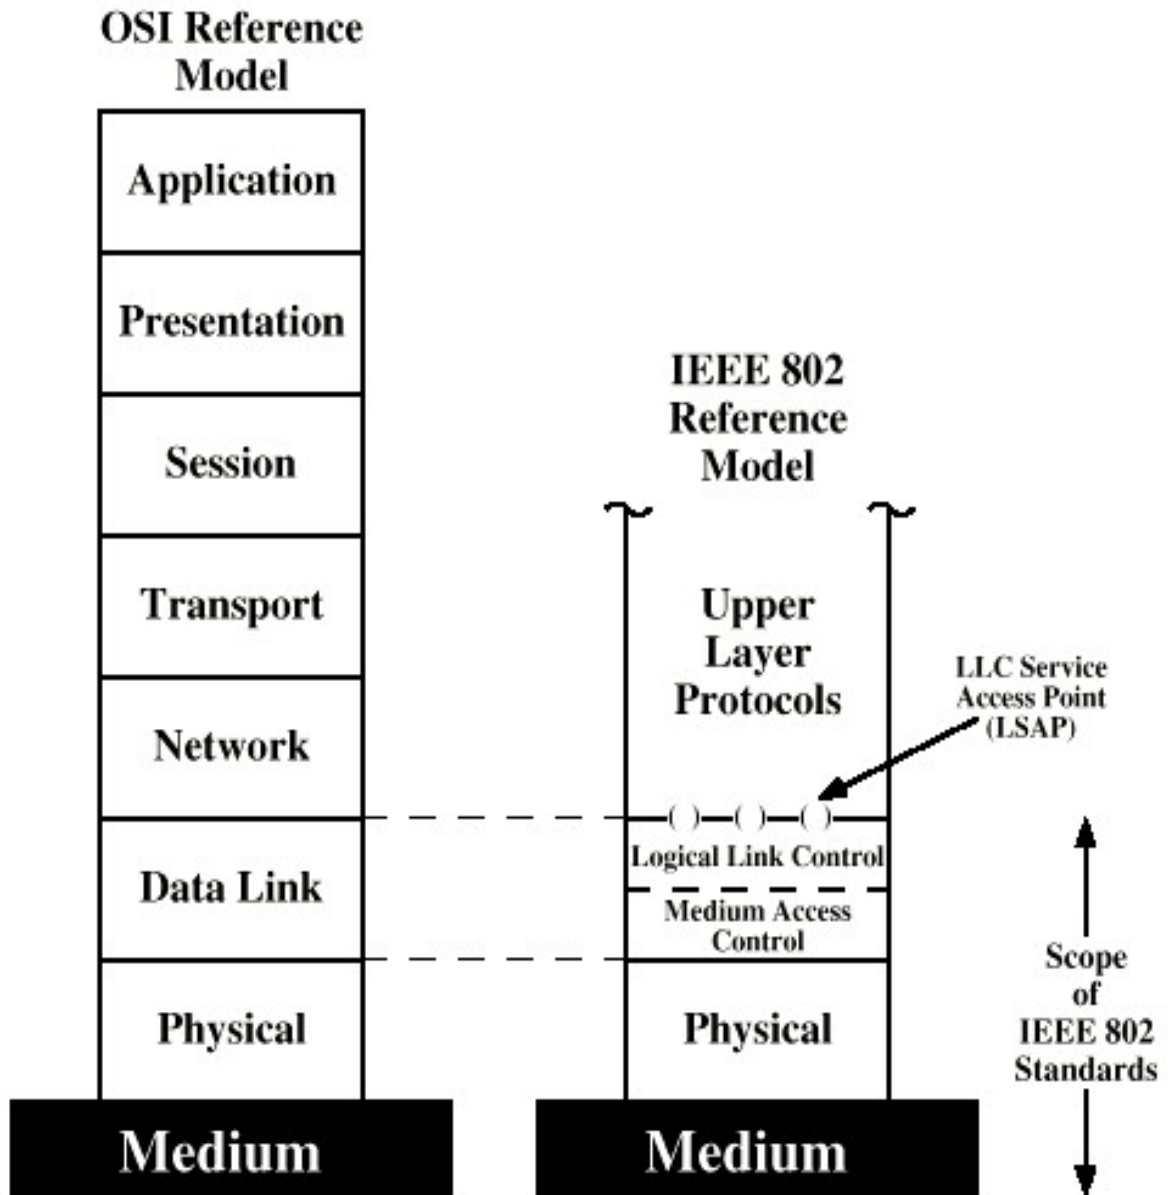 OSI Reference
Model
Application
Presentation
Session
Transport
Network
Data Link
Physical
Medium
IEEE 802
Reference
Model
Upper
Layer
Protocols
LLC Service
Access Point
(LSAP)
Logical Link Control
Medium Access
Control
Physical
Medium
Scope
of
IEEE 802
Standards